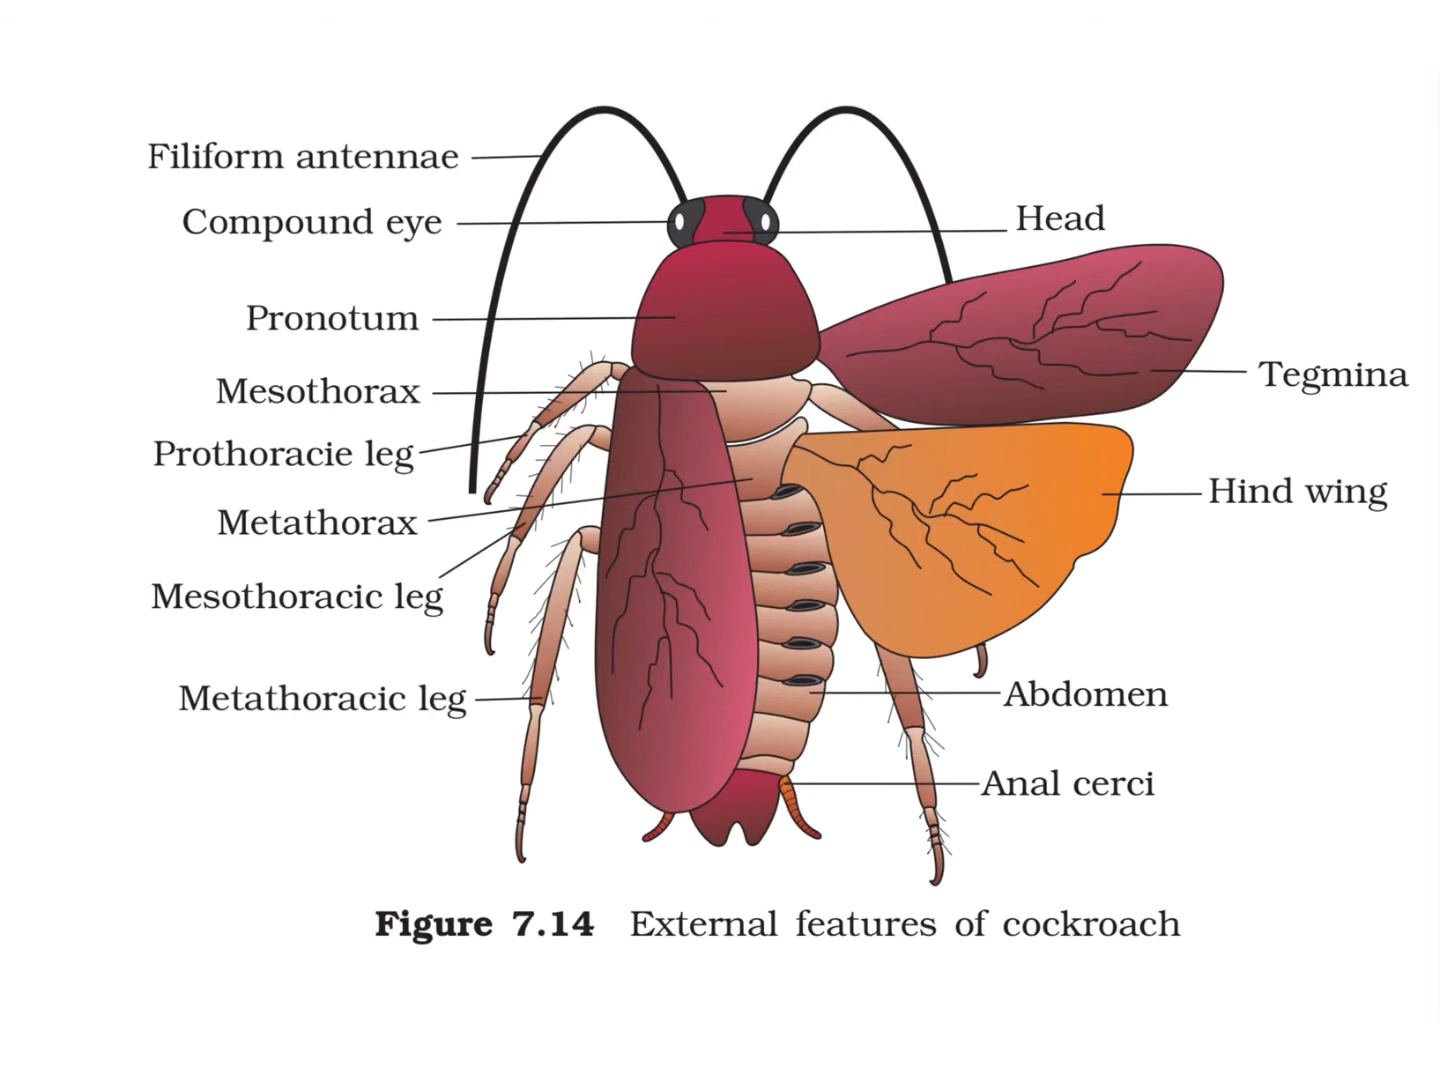 Filiform antennae
Compound eye
Head
Pronotum
Mesothorax
Tegmina
Prothoracie leg
Hind wing
Metathorax
Mesothoracic leg
Metathoracic leg
Abdomen
Anal cerci
Figure 7.14 External features of cockroach